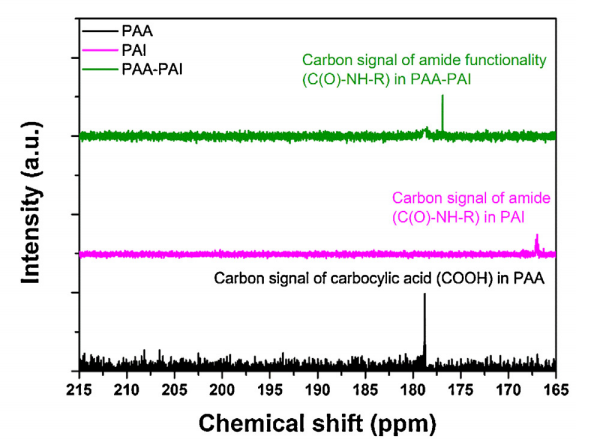 PAA
PAI
PAA-PAI
Carbon signal of amide functionality
(C(O)-NH-R) in PAA-PAI
Carbon signal of amide
(C(O)-NH-R) in PAI
Carbon signal of carbocylic acid (COOH) in PAA
Intensity (a.u.)
215 210 205 200 195 190 185 180 175 170 165
Chemical shift (ppm)